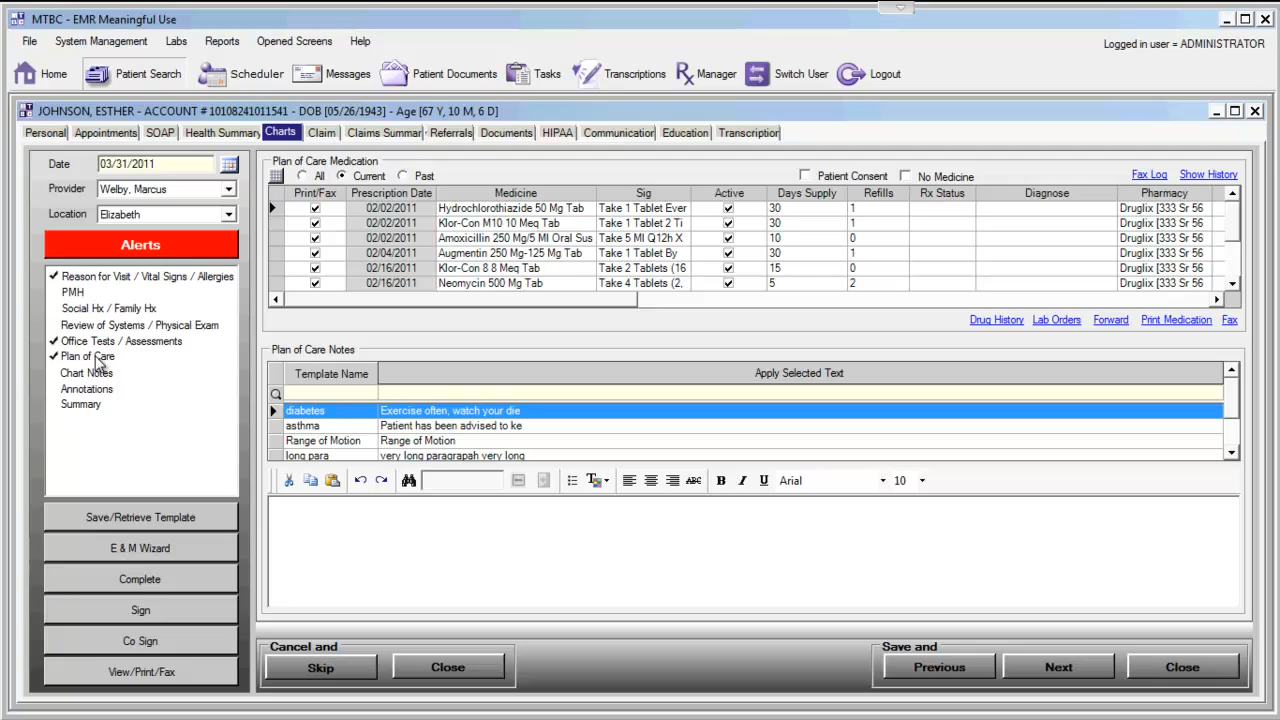 MTBC - EMR Meaningful Use
File System Management Labs Reports Opened Screens Help
Logged in user = ADMINISTRATOR
Home Patient Search Scheduler Messages Patient Documents Tasks Transcriptions Manager Switch User Logout
JOHNSON, ESTHER - ACCOUNT # 10108241011541 - DOB [05/26/1943] - Age [67 Y, 10 M, 6 D]
Personal Appointments SOAP Health Summary Charts Claim Claims Summar Referrals Documents HIPAA Communication Education Transcription
Date 03/31/2011
Provider Welby, Marcus
Location Elizabeth
Alerts
Reason for Visit / Vital Signs / Allergies
PMH
Social Hx / Family Hx
Review of Systems / Physical Exam
Office Tests / Assessments
Plan of Care
Chart Notes
Annotations
Summary
Save/Retrieve Template
E & M Wizard
Complete
Sign
Co Sign
View/Print/Fax
Plan of Care Medication
All Current Past Patient Consent No Medicine Fax Log Show History
Print/Fax Prescription Date Medicine Sig Active Days Supply Refills Rx Status Diagnose Pharmacy
02/02/2011 Hydrochlorothiazide 50 Mg Tab Take 1 Tablet Ever 30 1 Druglix [333 Sr 56
02/02/2011 Klor-Con M10 10 Meq Tab Take 1 Tablet 2 Ti 30 1 Druglix [333 Sr 56
02/02/2011 Amoxicillin 250 Mg/5 Ml Oral Sus Take 5 Ml Q12h X 10 0 Druglix [333 Sr 56
02/04/2011 Augmentin 250 Mg-125 Mg Tab Take 1 Tablet By 30 1 Druglix [333 Sr 56
02/16/2011 Klor-Con 8 8 Meq Tab Take 2 Tablets (16 15 0 Druglix [333 Sr 56
02/16/2011 Neomycin 500 Mg Tab Take 4 Tablets (2, 5 2 Druglix [333 Sr 56
Drug History Lab Orders Forward Print Medication Fax
Plan of Care Notes
Template Name Apply Selected Text
diabetes Exercise often, watch your die
asthma Patient has been advised to ke
Range of Motion Range of Motion
long para very long paragrapah very long
ABC B I U Arial 10
Cancel and
Skip Close
Save and
Previous Next Close